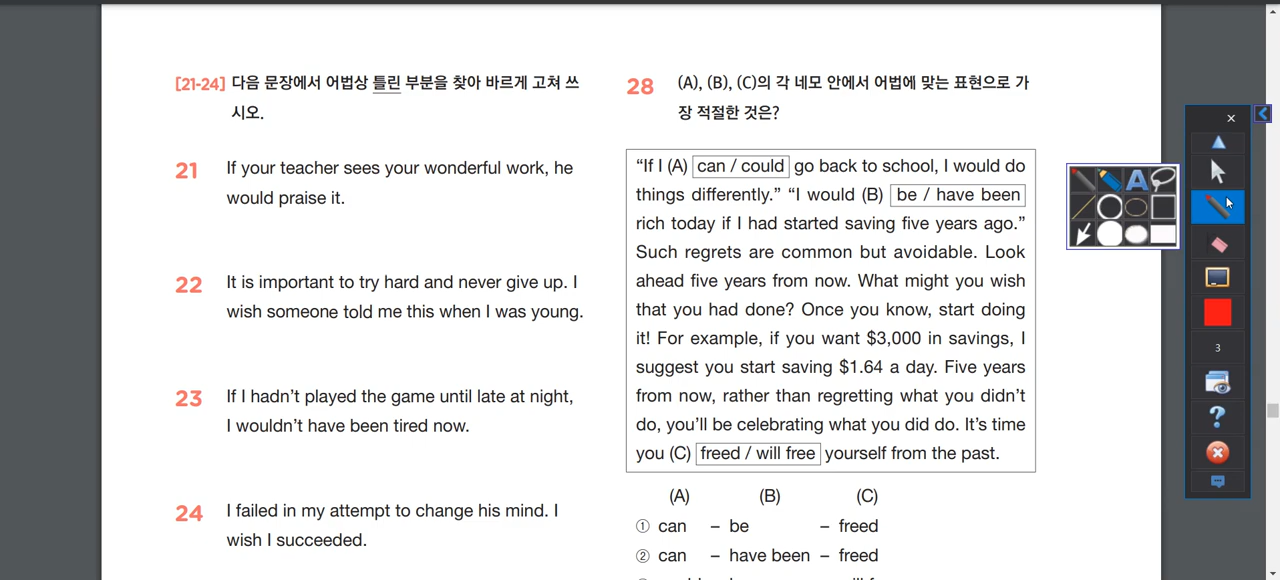 [21-24] 다음 문장에서 어법상 틀린 부분을 찾아 바르게 고쳐 쓰
시오.
21 If your teacher sees your wonderful work, he
would praise it.
22 It is important to try hard and never give up. I
wish someone told me this when I was young.
23 If I hadn’t played the game until late at night,
I wouldn’t have been tired now.
24 I failed in my attempt to change his mind. I
wish I succeeded.
28 (A), (B), (C)의 각 네모 안에서 어법에 맞는 표현으로 가
장 적절한 것은?
“If I (A) can / could go back to school, I would do
things differently.” “I would (B) be / have been
rich today if I had started saving five years ago.”
Such regrets are common but avoidable. Look
ahead five years from now. What might you wish
that you had done? Once you know, start doing
it! For example, if you want $3,000 in savings, I
suggest you start saving $1.64 a day. Five years
from now, rather than regretting what you didn’t
do, you’ll be celebrating what you did do. It’s time
you (C) freed / will free yourself from the past.
(A) (B) (C)
① can – be – freed
② can – have been – freed
3